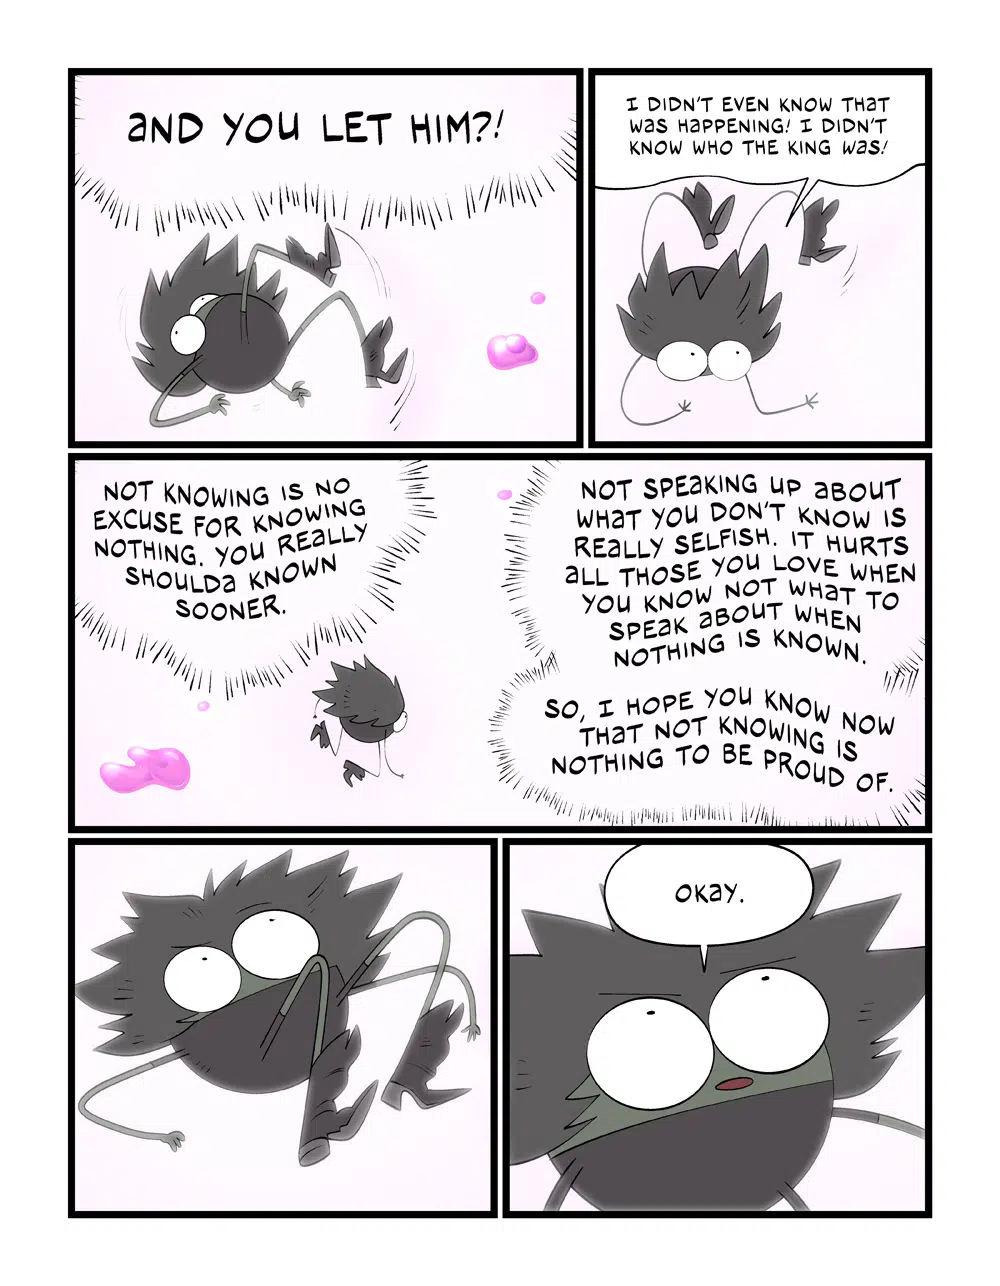 AND YOU LET HIM?!
I DIDN'T EVEN KNOW THAT
WAS HAPPENING! I DIDN'T
KNOW WHO THE KING WAS!
NOT KNOWING IS NO
EXCUSE FOR KNOWING
NOTHING. YOU REALLY
SHOULDA KNOWN
SOONER.
NOT SPEAKING UP ABOUT
WHAT YOU DON'T KNOW IS
REALLY SELFISH. IT HURTS
ALL THOSE YOU LOVE WHEN
YOU KNOW NOT WHAT TO
SPEAK ABOUT WHEN
NOTHING IS KNOWN.
SO, I HOPE YOU KNOW NOW
THAT NOT KNOWING IS
NOTHING TO BE PROUD OF.
OKAY.